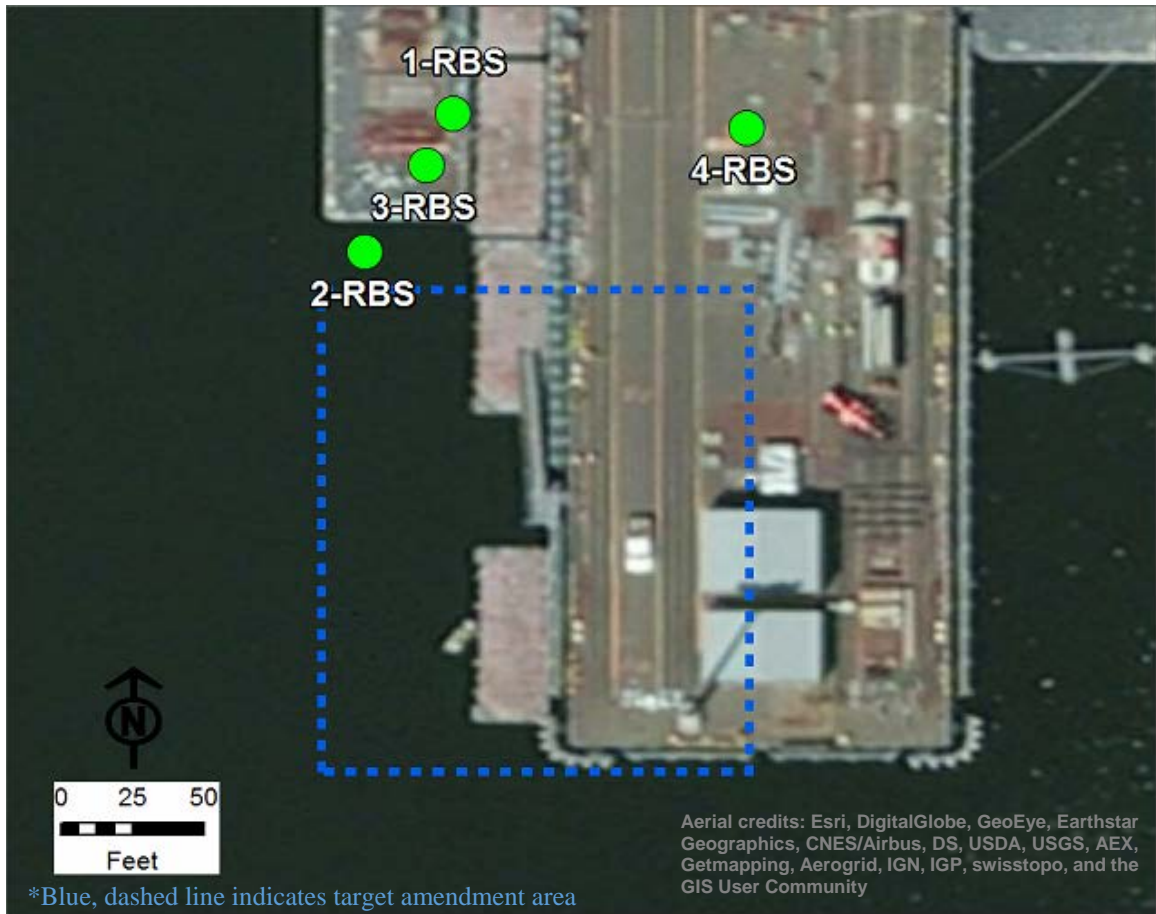 1-RBS
4-RBS
3-RBS
2-RBS
N
0 25 50
Feet
Aerial credits: Esri, DigitalGlobe, GeoEye, Earthstar
Geographics, CNES/Airbus, DS, USDA, USGS, AEX,
Getmapping, Aerogrid, IGN, IGP, swisstopo, and the
GIS User Community
*Blue, dashed line indicates target amendment area